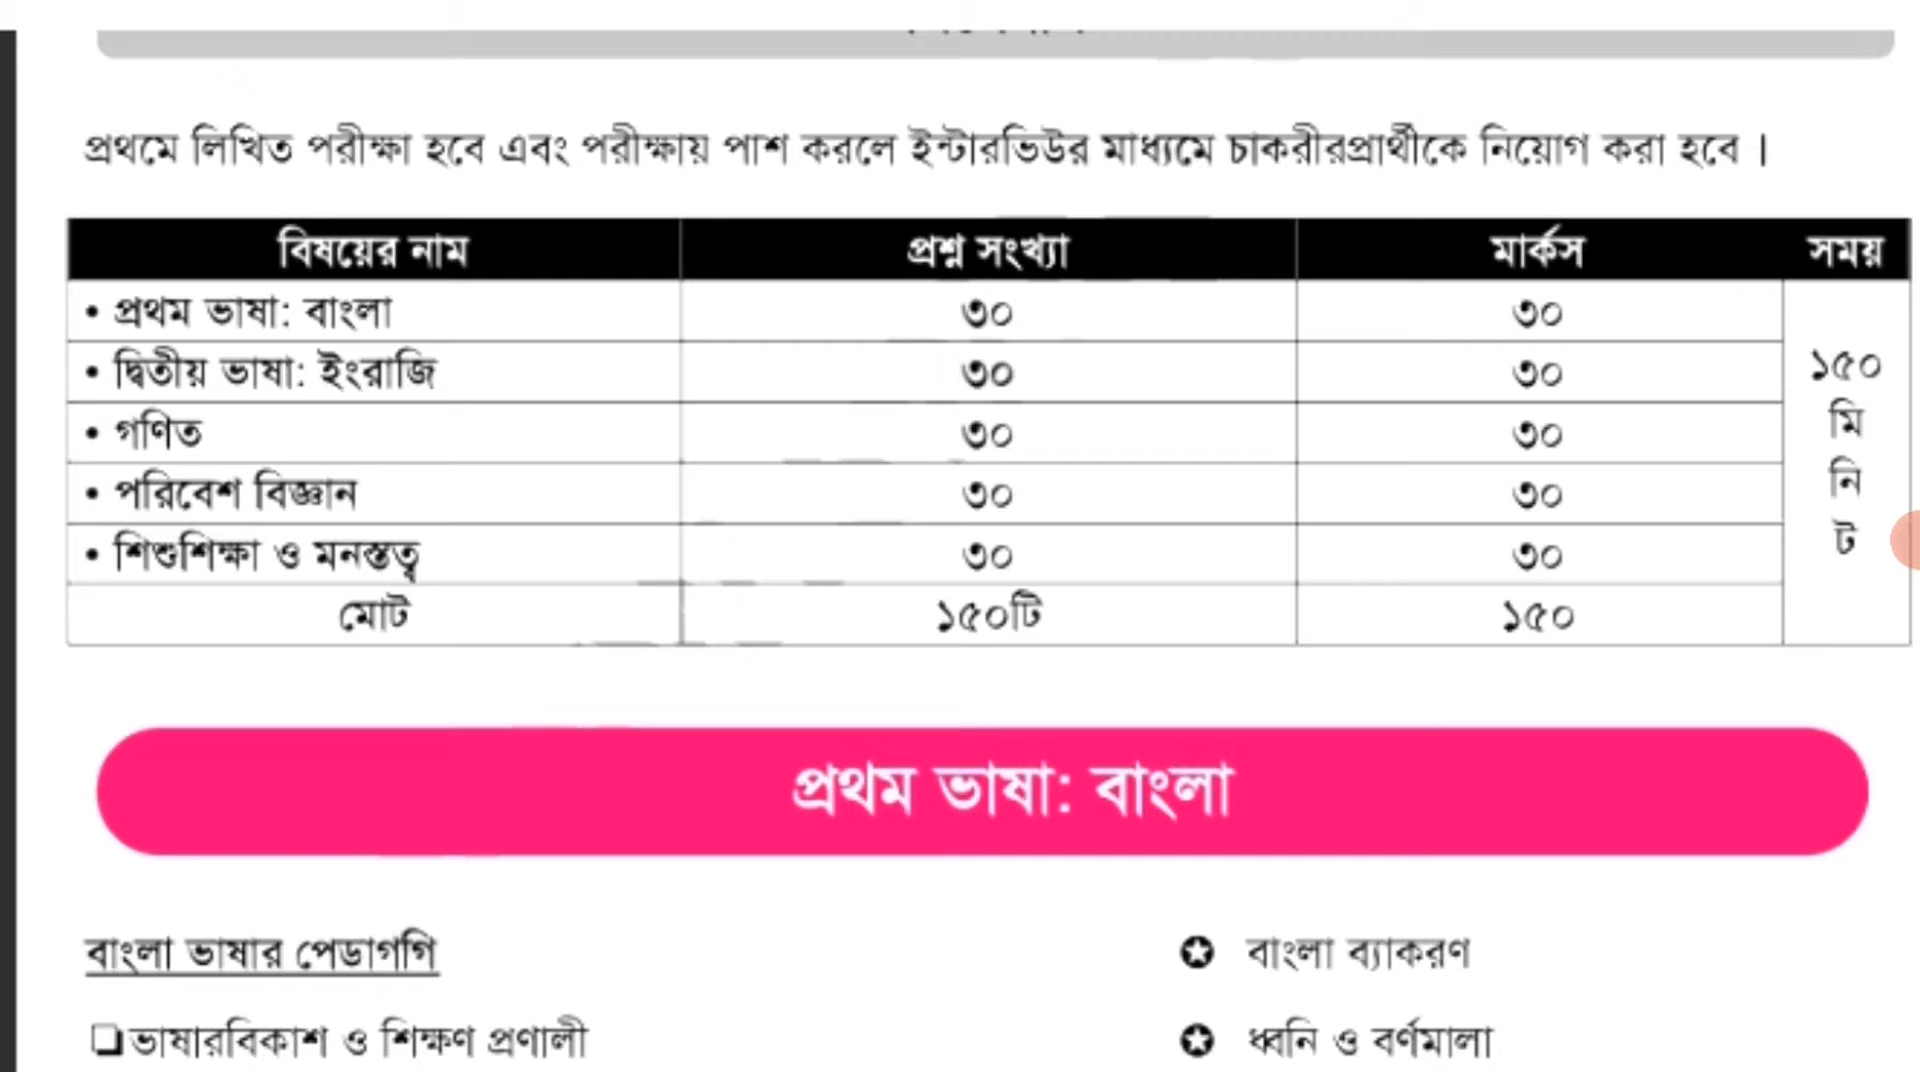 প্রথমে লিখিত পরীক্ষা হবে এবং পরীক্ষায় পাশ করলে ইন্টারভিউর মাধ্যমে চাকরীরপ্রার্থীকে নিয়োগ করা হবে ।
বিষয়ের নাম প্রশ্ন সংখ্যা মার্কস সময়
• প্রথম ভাষা: বাংলা ৩০ ৩০
• দ্বিতীয় ভাষা: ইংরাজি ৩০ ৩০
• গণিত ৩০ ৩০
• পরিবেশ বিজ্ঞান ৩০ ৩০
• শিশুশিক্ষা ও মনস্তত্ত্ব ৩০ ৩০
মোট ১৫০টি ১৫০
১৫০
মি
নি
ট
প্রথম ভাষা: বাংলা
বাংলা ভাষার পেডাগগি
ভাষারবিকাশ ও শিক্ষণ প্রণালী
বাংলা ব্যাকরণ
ধ্বনি ও বর্ণমালা